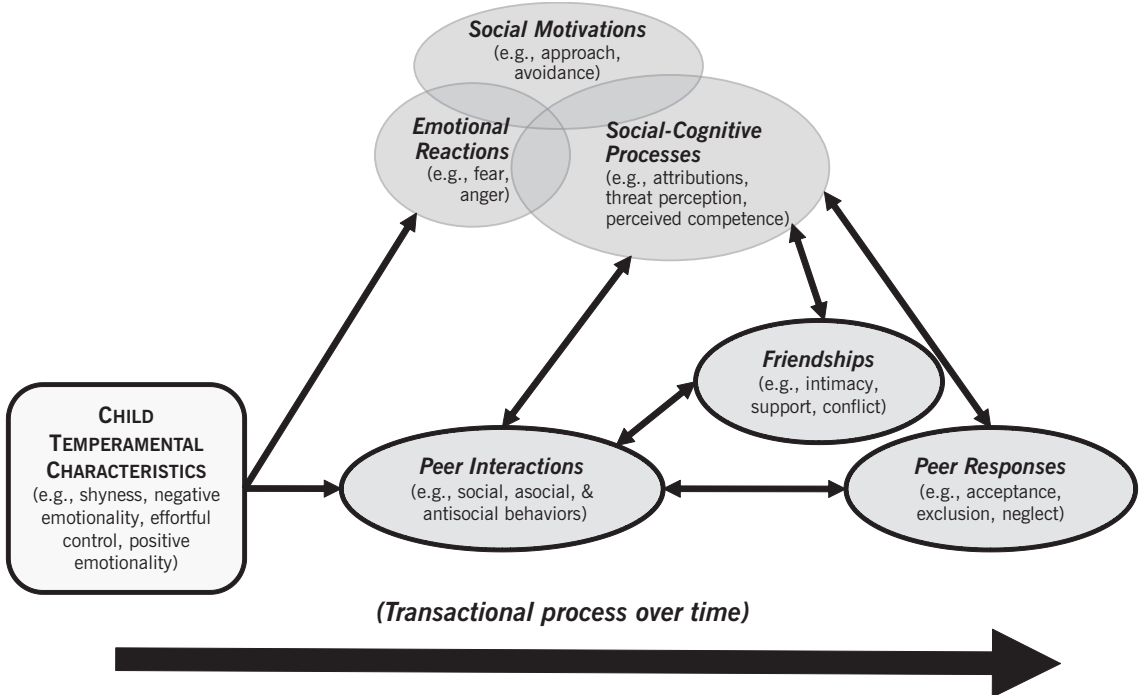 Social Motivations
(e.g., approach,
avoidance)
Emotional
Reactions
(e.g., fear,
anger)
Social-Cognitive
Processes
(e.g., attributions,
threat perception,
perceived competence)
Friendships
(e.g., intimacy,
support, conflict)
CHILD
TEMPERAMENTAL
CHARACTERISTICS
(e.g., shyness, negative
emotionality, effortful
control, positive
emotionality)
Peer Interactions
(e.g., social, asocial, &
antisocial behaviors)
Peer Responses
(e.g., acceptance,
exclusion, neglect)
(Transactional process over time)